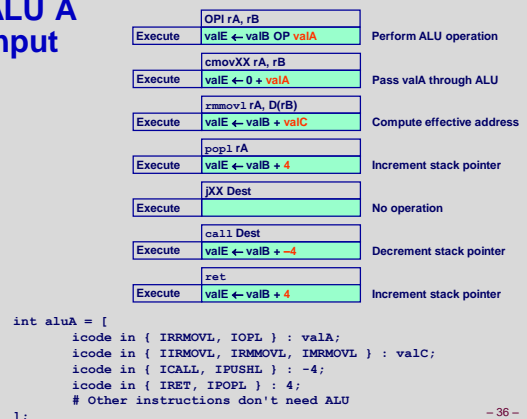 ALU A
nput
OPl rA, rB
Execute valE ← valB OP valA Perform ALU operation
cmovXX rA, rB
Execute valE ← 0 + valA Pass valA through ALU
rmmovl rA, D(rB)
Execute valE ← valB + valC Compute effective address
popl rA
Execute valE ← valB + 4 Increment stack pointer
jXX Dest
Execute No operation
call Dest
Execute valE ← valB + –4 Decrement stack pointer
ret
Execute valE ← valB + 4 Increment stack pointer
int aluA = [
icode in { IRRMOVL, IOPL } : valA;
icode in { IIRMOVL, IRMMOVL, IMRMOVL } : valC;
icode in { ICALL, IPUSHL } : -4;
icode in { IRET, IPOPL } : 4;
# Other instructions don't need ALU
];
– 36 –